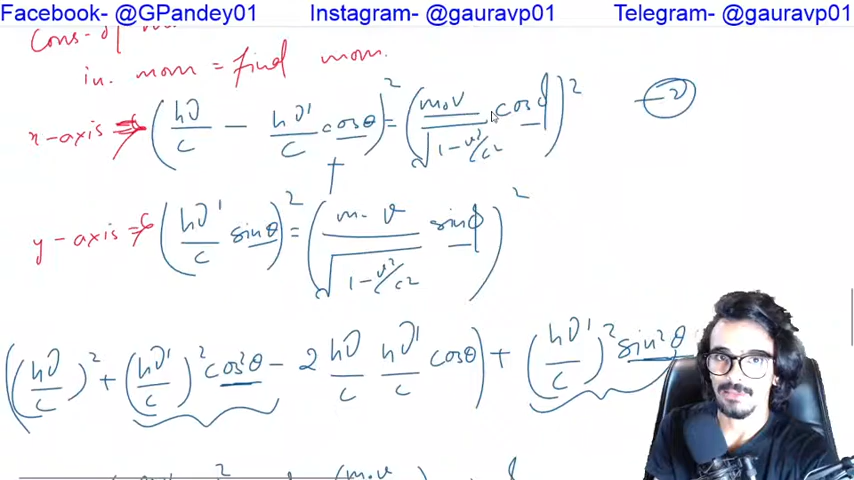 Facebook- @GPandey01 Instagram- @gauravp01 Telegram- @gauravp01
Cons. of
in. mom = find mom.
x-axis ⇒ (hν/c − hν'/c cosθ)² = (m₀v/√(1−v²/c²) cosϕ)² —②
y-axis ⇒ (hν'/c sinθ)² = (m₀v/√(1−v²/c²) sinϕ)²
((hν/c)² + (hν'/c)² cos²θ − 2 hν/c hν'/c cosθ) + (hν'/c)² sin²θ